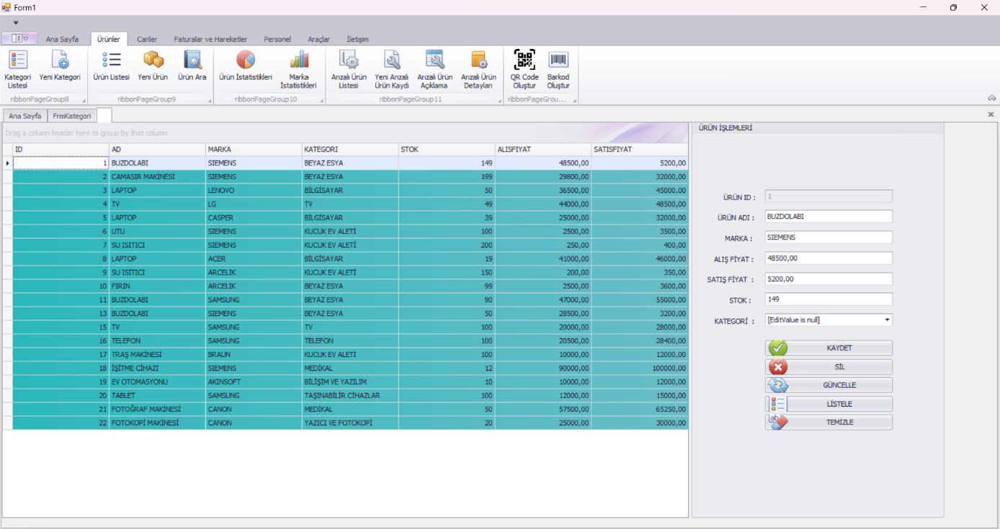 Form1
Ana Sayfa Ürünler Cariler Faturalar ve Hareketler Personel Araçlar İletişim
Kategori Listesi Yeni Kategori Ürün Listesi Yeni Ürün Ürün Ara Ürün İstatistikleri Marka İstatistikleri Arızalı Ürün Listesi Yeni Arızalı Ürün Kaydı Arızalı Ürün Açıklama Arızalı Ürün Detayları QR Code Oluştur Barkod Oluştur
ribbonPageGroup8 ribbonPageGroup9 ribbonPageGroup10 ribbonPageGroup11 ribbonPageGrou...
Ana Sayfa FrmKategori
Drag a column header here to group by that column
ID AD MARKA KATEGORI STOK ALISFIYAT SATISFIYAT
1 BUZDOLABI SIEMENS BEYAZ ESYA 149 48500,00 5200,00
2 CAMASIR MAKİNESİ SIEMENS BEYAZ ESYA 199 29800,00 32000,00
3 LAPTOP LENOVO BİLGİSAYAR 50 36500,00 45000,00
4 TV LG TV 49 44000,00 48500,00
5 LAPTOP CASPER BİLGİSAYAR 39 25000,00 32000,00
6 UTU SIEMENS KUCUK EV ALETİ 100 2500,00 3500,00
7 SU ISITICI SIEMENS KUCUK EV ALETİ 200 250,00 400,00
8 LAPTOP ACER BİLGİSAYAR 19 41000,00 46000,00
9 SU ISITICI ARCELIK KUCUK EV ALETİ 150 200,00 350,00
10 FIRIN ARCELIK BEYAZ ESYA 99 2500,00 3600,00
11 BUZDOLABI SAMSUNG BEYAZ ESYA 90 47000,00 55000,00
13 BUZDOLABI SIEMENS BEYAZ ESYA 50 28500,00 3200,00
15 TV SAMSUNG TV 100 20000,00 28000,00
16 TELEFON SAMSUNG TELEFON 100 20500,00 28400,00
17 TRAŞ MAKİNESİ BRAUN KUCUK EV ALETİ 100 10000,00 12000,00
18 İŞİTME CİHAZI SIEMENS MEDİKAL 12 90000,00 100000,00
19 EV OTOMASYONU AKINSOFT BİLİŞİM VE YAZILIM 10 10000,00 12000,00
20 TABLET SAMSUNG TAŞINABİLİR CİHAZLAR 100 12000,00 15000,00
21 FOTOĞRAF MAKİNESİ CANON MEDİKAL 50 57500,00 65250,00
22 FOTOKOPİ MAKİNESİ CANON YAZICI VE FOTOKOPİ 20 25000,00 30000,00
ÜRÜN İŞLEMLERİ
ÜRÜN ID : 1
ÜRÜN ADI : BUZDOLABI
MARKA : SIEMENS
ALIŞ FİYAT : 48500,00
SATIŞ FİYAT : 5200,00
STOK : 149
KATEGORİ : [EditValue is null]
KAYDET
SİL
GÜNCELLE
LİSTELE
TEMİZLE